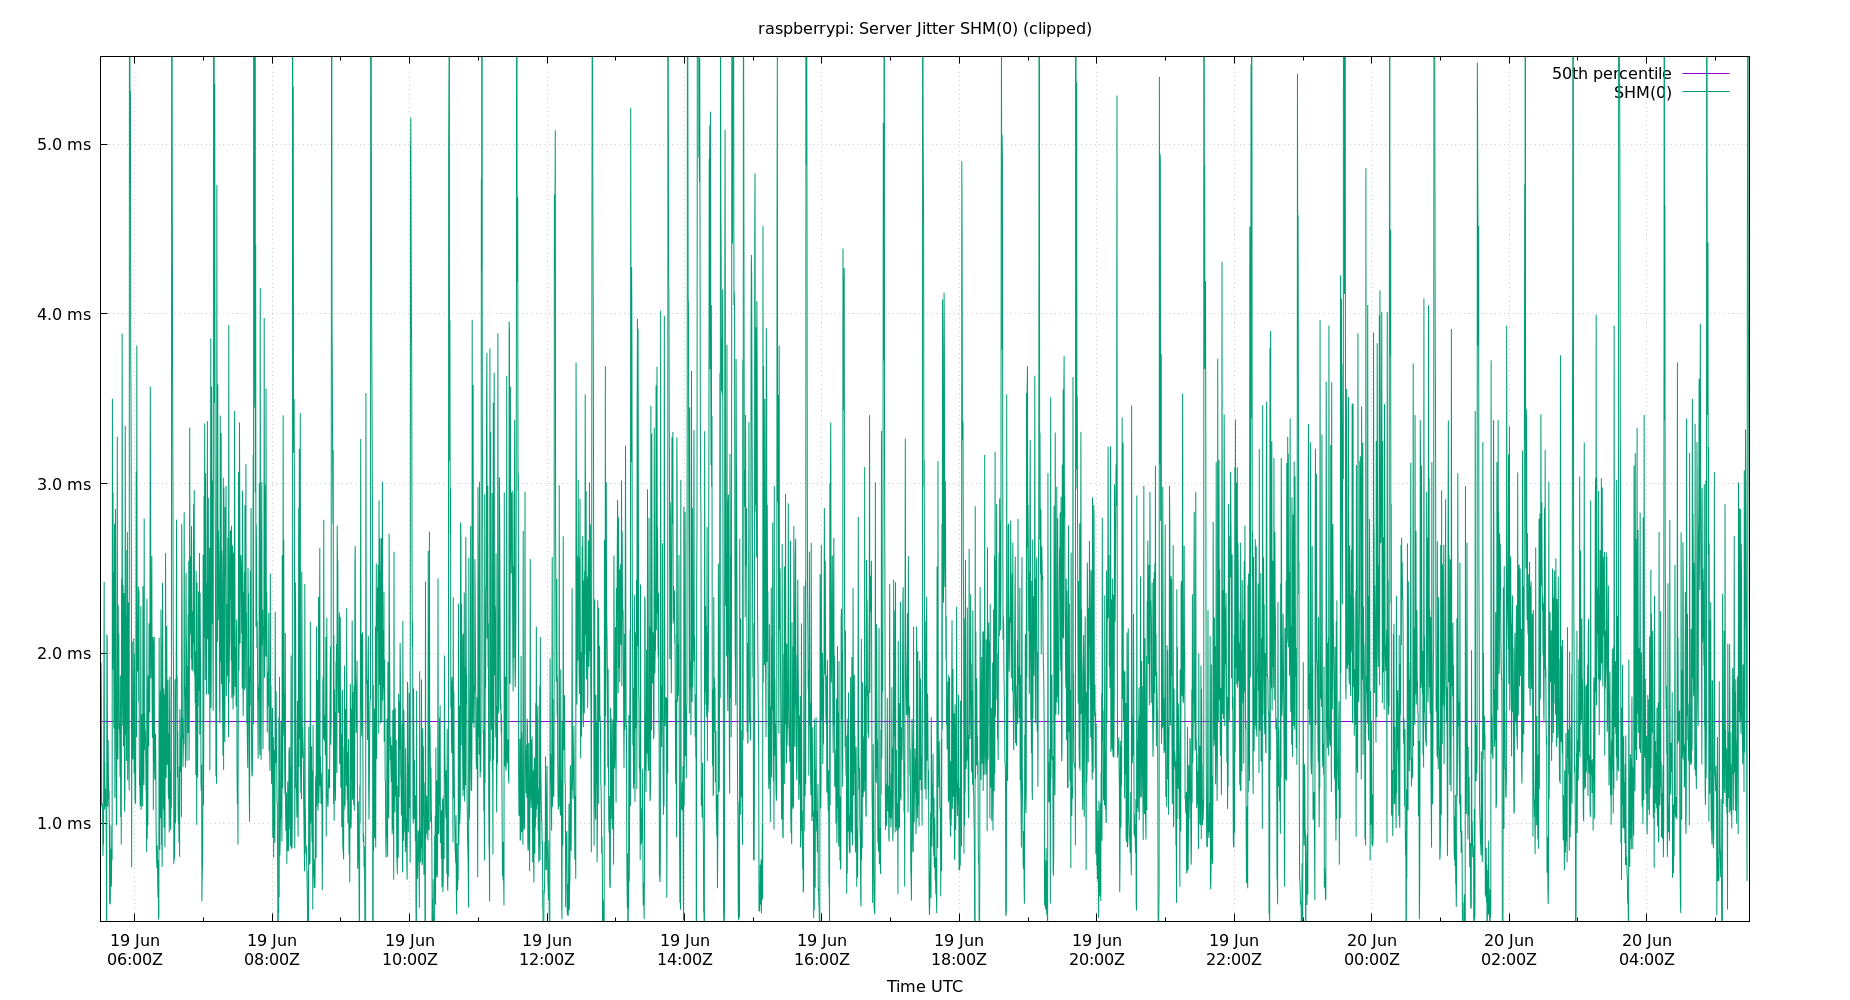 raspberrypi: Server Jitter SHM(0) (clipped)
50th percentile
SHM(0)
5.0 ms
4.0 ms
3.0 ms
2.0 ms
1.0 ms
19 Jun 19 Jun 19 Jun 19 Jun 19 Jun 19 Jun 19 Jun 19 Jun 19 Jun 20 Jun 20 Jun 20 Jun
06:00Z 08:00Z 10:00Z 12:00Z 14:00Z 16:00Z 18:00Z 20:00Z 22:00Z 00:00Z 02:00Z 04:00Z
Time UTC